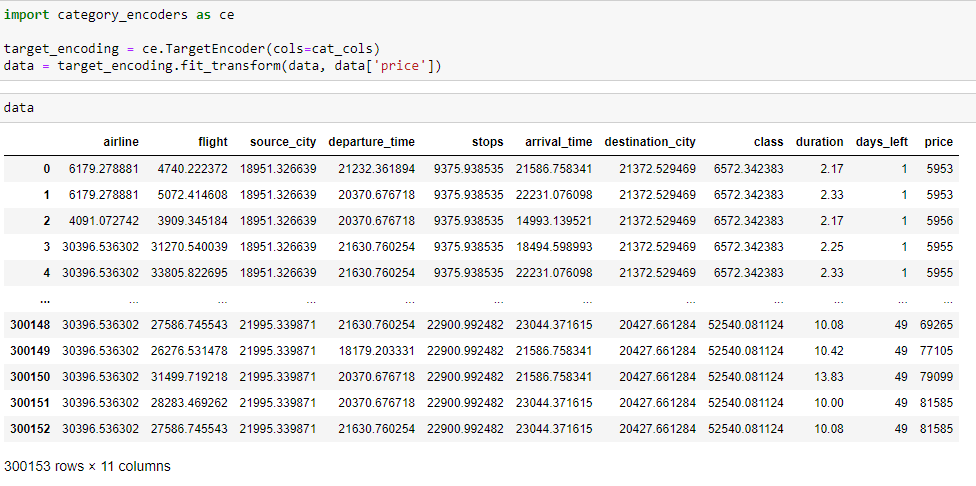 import category_encoders as ce
target_encoding = ce.TargetEncoder(cols=cat_cols)
data = target_encoding.fit_transform(data, data['price'])
data
airline flight source_city departure_time stops arrival_time destination_city class duration days_left price
0 6179.278881 4740.222372 18951.326639 21232.361894 9375.938535 21586.758341 21372.529469 6572.342383 2.17 1 5953
1 6179.278881 5072.414608 18951.326639 20370.676718 9375.938535 22231.076098 21372.529469 6572.342383 2.33 1 5953
2 4091.072742 3909.345184 18951.326639 20370.676718 9375.938535 14993.139521 21372.529469 6572.342383 2.17 1 5956
3 30396.536302 31270.540039 18951.326639 21630.760254 9375.938535 18494.598993 21372.529469 6572.342383 2.25 1 5955
4 30396.536302 33805.822695 18951.326639 21630.760254 9375.938535 22231.076098 21372.529469 6572.342383 2.33 1 5955
... ... ... ... ... ... ... ... ... ... ... ...
300148 30396.536302 27586.745543 21995.339871 21630.760254 22900.992482 23044.371615 20427.661284 52540.081124 10.08 49 69265
300149 30396.536302 26276.531478 21995.339871 18179.203331 22900.992482 21586.758341 20427.661284 52540.081124 10.42 49 77105
300150 30396.536302 31499.719218 21995.339871 20370.676718 22900.992482 21586.758341 20427.661284 52540.081124 13.83 49 79099
300151 30396.536302 28283.469262 21995.339871 20370.676718 22900.992482 23044.371615 20427.661284 52540.081124 10.00 49 81585
300152 30396.536302 27586.745543 21995.339871 21630.760254 22900.992482 23044.371615 20427.661284 52540.081124 10.08 49 81585
300153 rows × 11 columns